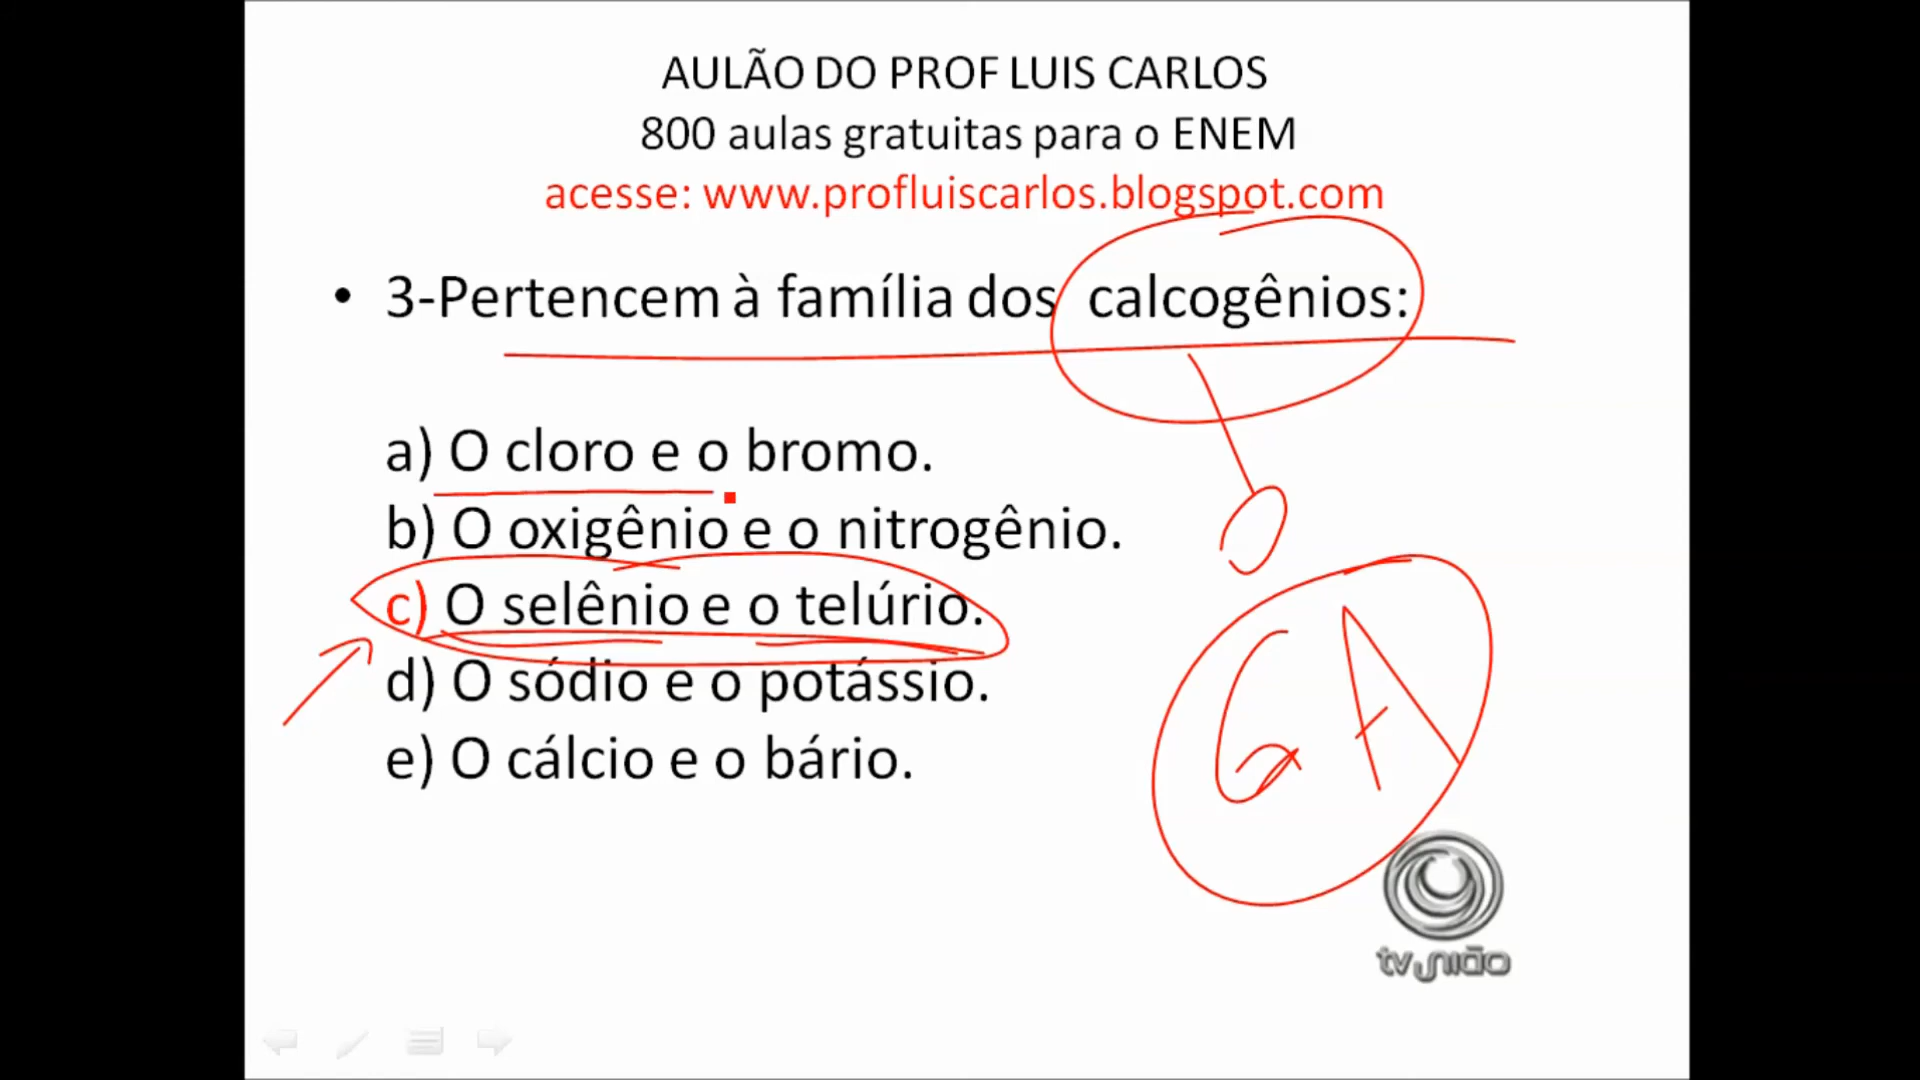 AULÃO DO PROF LUIS CARLOS
800 aulas gratuitas para o ENEM
acesse: www.profluiscarlos.blogspot.com
• 3-Pertencem à família dos calcogênios:
a) O cloro e o bromo.
b) O oxigênio e o nitrogênio.
c) O selênio e o telúrio.
d) O sódio e o potássio.
e) O cálcio e o bário.
O
6A
tv união